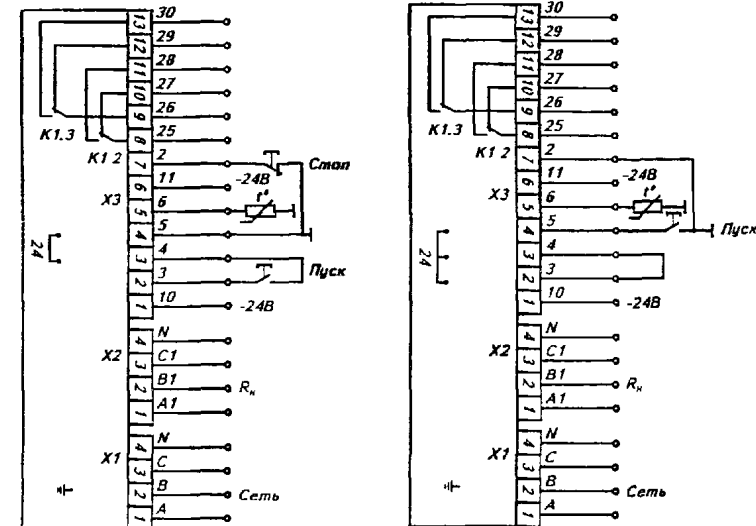 13 30
12 29
11 28
10 27
9 26
8 25
K1.3
K1.2
7 2 Стоп
6 11 -24В
X3
5 6 t°
4 5
3 4
2 3 Пуск
1 10 -24В
24
4 N
X2
3 C1
2 B1 Rн
1 A1
4 N
X1
3 C
2 B Сеть
1 A
13 30
12 29
11 28
10 27
9 26
8 25
K1.3
K1 2
7 2
6 11 -24В
X3
5 6 t°
4 5 Пуск
3 4
2 3
1 10 -24В
24
4 N
X2
3 C1
2 B1 Rн
1 A1
4 N
X1
3 C
2 B Сеть
1 A